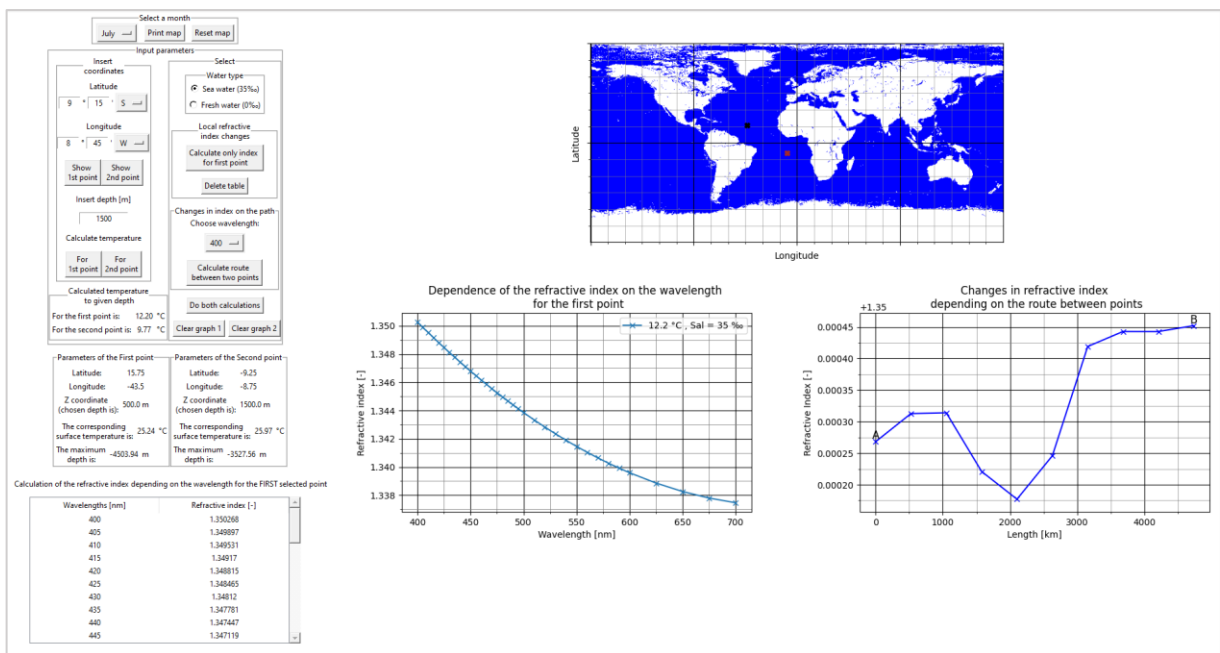 Select a month
July
Print map
Reset map
Input parameters
Insert
coordinates
Latitude
9 ° 15 ' S
Longitude
8 ° 45 ' W
Show
1st point
Show
2nd point
Insert depth [m]
1500
Calculate temperature
For
1st point
For
2nd point
Calculated temperature
to given depth
For the first point is: 12.20 °C
For the second point is: 9.77 °C
Select
Water type
Sea water (35‰)
Fresh water (0‰)
Local refractive
index changes
Calculate only index
for first point
Delete table
Changes in index on the path
Choose wavelength:
400
Calculate route
between two points
Do both calculations
Clear graph 1
Clear graph 2
Parameters of the First point
Latitude: 15.75
Longitude: -43.5
Z coordinate
(chosen depth is): 500.0 m
The corresponding
surface temperature is: 25.24 °C
The maximum
depth is: -4503.94 m
Parameters of the Second point
Latitude: -9.25
Longitude: -8.75
Z coordinate
(chosen depth is): 1500.0 m
The corresponding
surface temperature is: 25.97 °C
The maximum
depth is: -3527.56 m
Calculation of the refractive index depending on the wavelength for the FIRST selected point
Wavelengths [nm] Refractive index [-]
400 1.350268
405 1.349897
410 1.349531
415 1.34917
420 1.348815
425 1.348465
430 1.34812
435 1.347781
440 1.347447
445 1.347119
Latitude
Longitude
Dependence of the refractive index on the wavelength
for the first point
12.2 °C , Sal = 35 ‰
Refractive index [-]
1.350
1.348
1.346
1.344
1.342
1.340
1.338
400 450 500 550 600 650 700
Wavelength [nm]
Changes in refractive index
depending on the route between points
+1.35
Refractive Index [-]
0.00045
0.00040
0.00035
0.00030
0.00025
0.00020
A
B
0 1000 2000 3000 4000
Length [km]